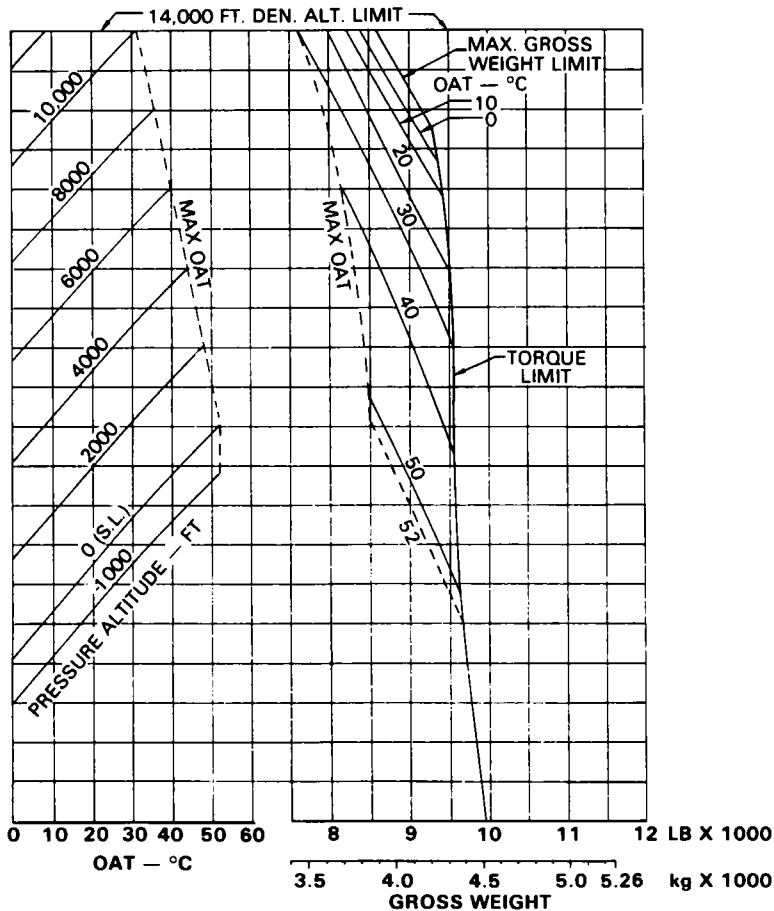 14,000 FT. DEN. ALT. LIMIT
MAX. GROSS
WEIGHT LIMIT
OAT — °C
10
0
10,000
8000
6000
4000
2000
0 (S.L.)
-1000
PRESSURE ALTITUDE — FT
MAX OAT
MAX OAT
20
30
40
50
52
TORQUE
LIMIT
0 10 20 30 40 50 60
OAT — °C
8 9 10 11 12 LB X 1000
3.5 4.0 4.5 5.0 5.26 kg X 1000
GROSS WEIGHT